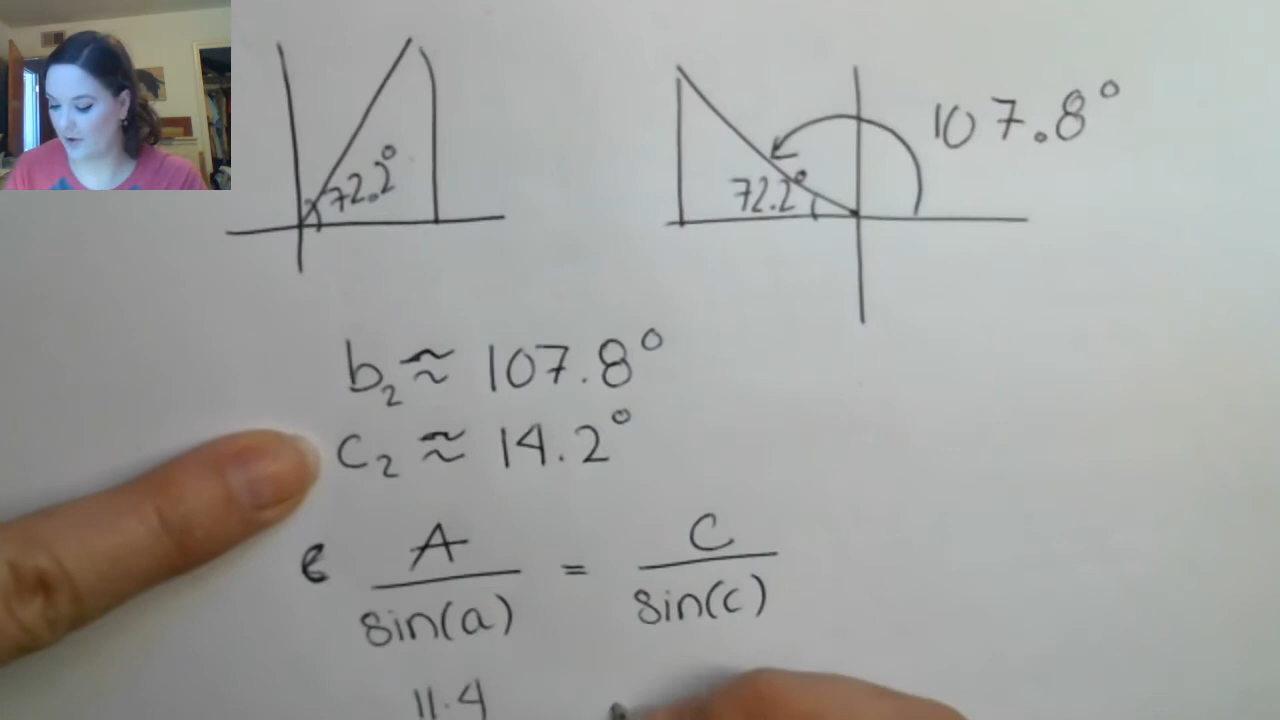 72.2°
72.2°
107.8°
b₂ ≈ 107.8°
c₂ ≈ 14.2°
A = C
sin(a) sin(c)
11.4